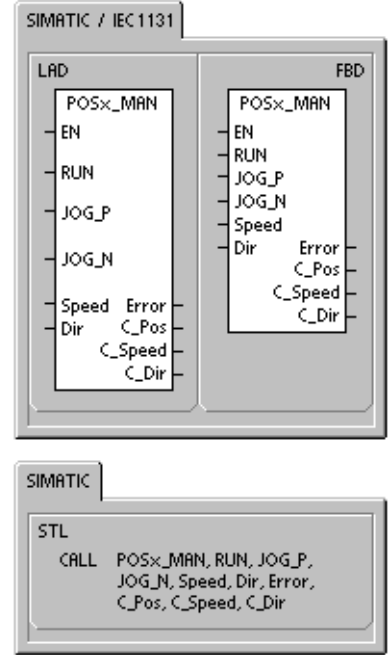 SIMATIC / IEC1131
LAD
POSx_MAN
EN
RUN
JOG_P
JOG_N
Speed Error
Dir C_Pos
C_Speed
C_Dir
FBD
POSx_MAN
EN
RUN
JOG_P
JOG_N
Speed
Dir Error
C_Pos
C_Speed
C_Dir
SIMATIC
STL
CALL POSx_MAN, RUN, JOG_P,
JOG_N, Speed, Dir, Error,
C_Pos, C_Speed, C_Dir